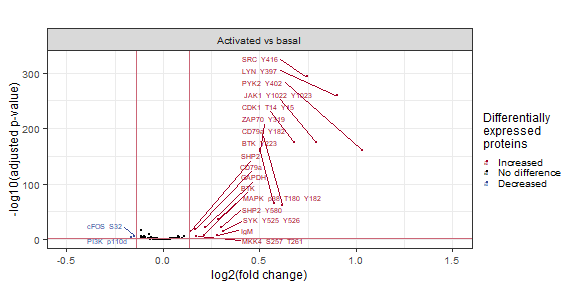 Activated vs basal
-log10(adjusted p-value)
300
200
100
0
SRC Y416
LYN Y397
PYK2 Y402
JAK1 Y1022 Y1023
CDK1 T14 Y15
ZAP70 Y319
CD79a Y182
BTK Y223
SHP2
CD79a
GAPDH
BTK
MAPK p38 T180 Y182
SHP2 Y580
SYK Y525 Y526
IgM
MKK4 S257 T261
cFOS S32
PI3K p110d
-0.5
0.0
0.5
1.0
1.5
log2(fold change)
Differentially
expressed
proteins
Increased
No difference
Decreased